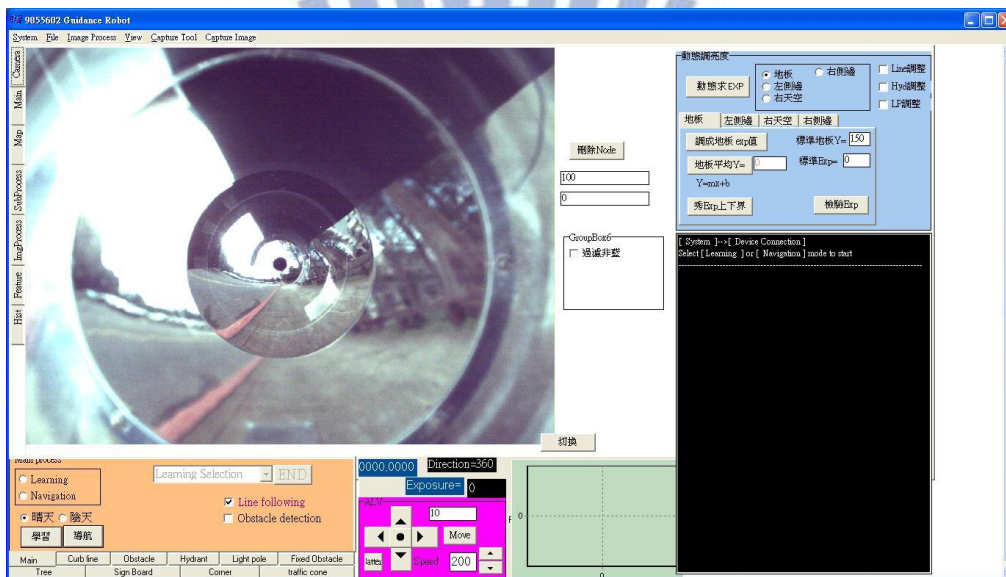 9855602 Guidance Robot
System File Image Process View Capture Tool Capture Image
Camera
Main
Map
SubProcess
ImgProcess
Feature
Hist
刪除Node
100
0
GroupBox6
過濾非藍
切換
動態調亮度
動態求EXP
地板
右側邊
左側邊
右天空
Line調整
Hyd調整
LP調整
地板 左側邊 右天空 右側邊
調成地板 exp值
標準地板Y= 150
地板平均Y= 0
標準Exp= 0
Y=mx+b
秀Exp上下界
檢驗Exp
[ System ]-->[ Device Connection ]
Select [ Learning ] or [ Navigation ] mode to start
Main process
Learning
Navigation
Learning Selection
END
Line following
Obstacle detection
晴天 陰天
學習 導航
Main Curb line Obstacle Hydrant Light pole Fixed Obstacle
Tree Sign Board Corner traffic cone
0000.0000
Direction=360
Exposure= 0
ALV
10
Move
Speed 200
0
0